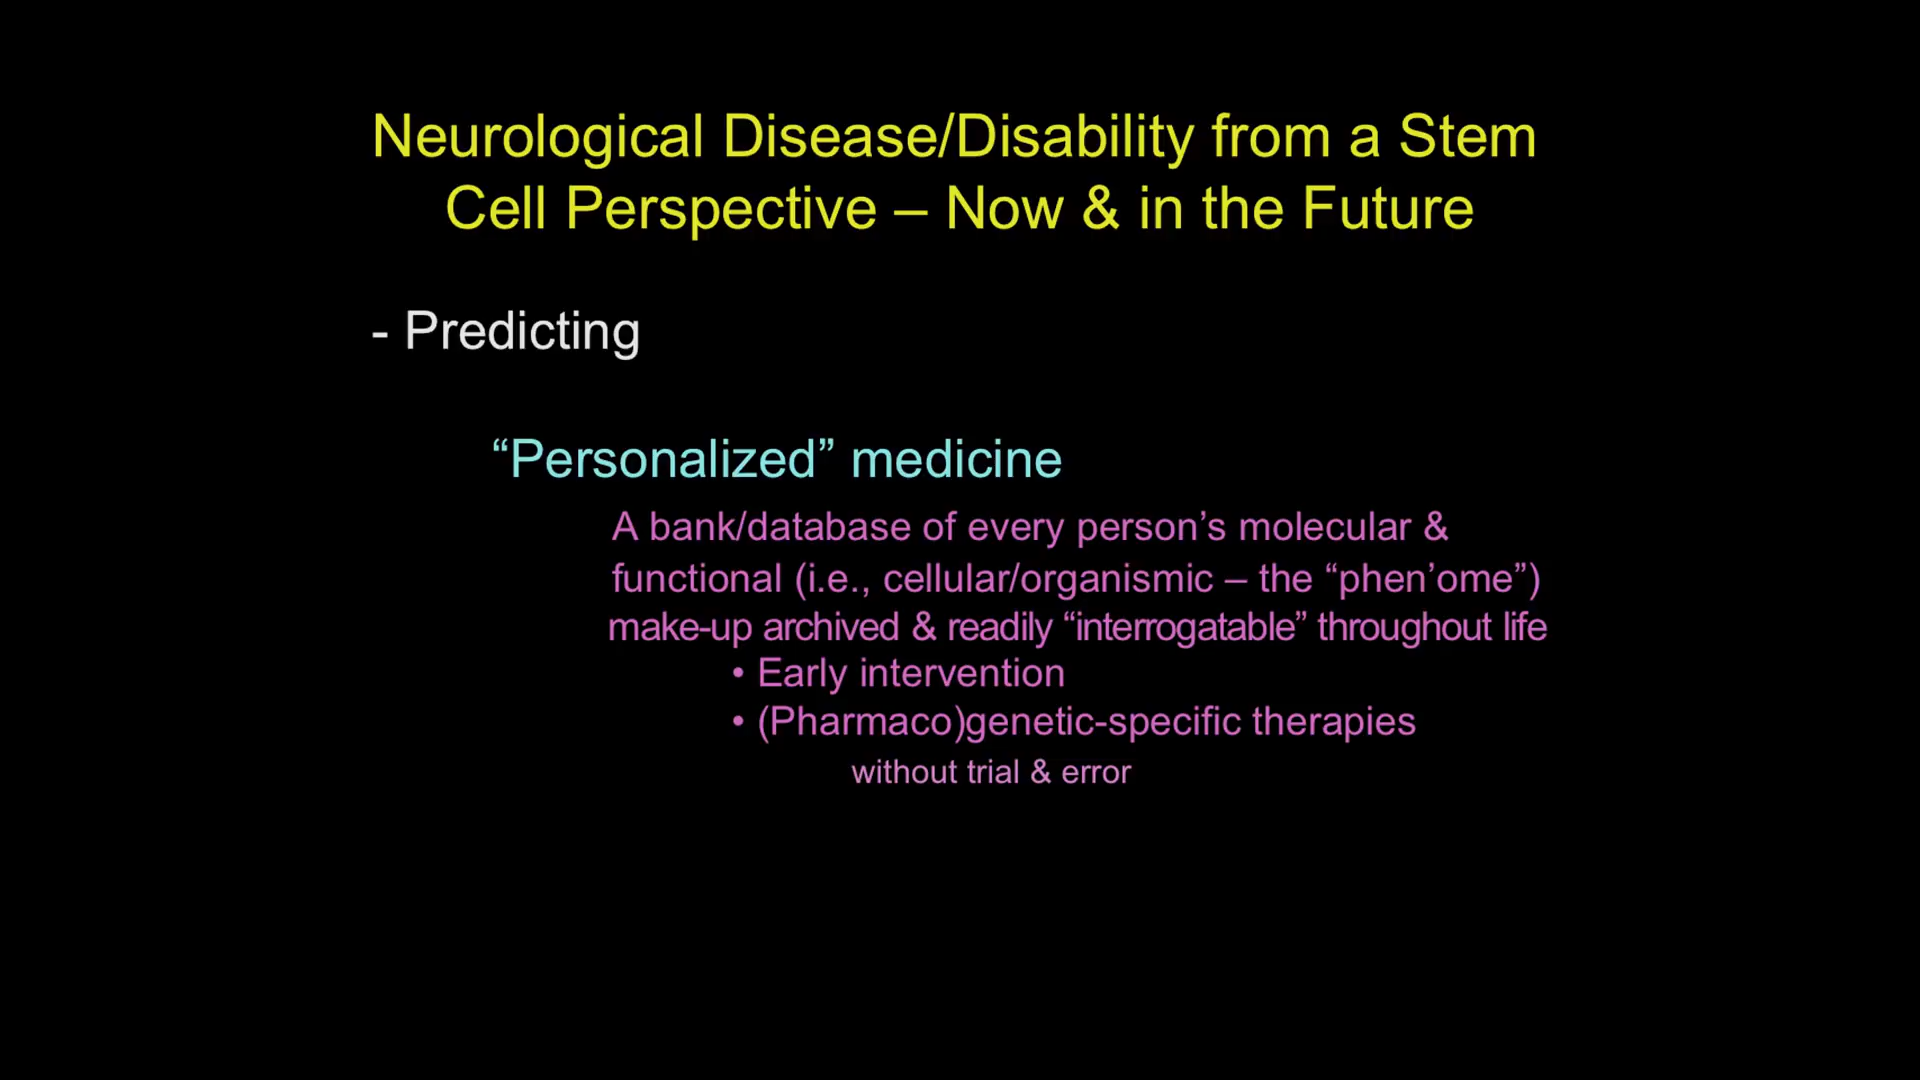 Neurological Disease/Disability from a Stem
Cell Perspective – Now & in the Future
- Predicting
“Personalized” medicine
A bank/database of every person’s molecular &
functional (i.e., cellular/organismic – the “phen’ome”)
make-up archived & readily “interrogatable” throughout life
• Early intervention
• (Pharmaco)genetic-specific therapies
without trial & error